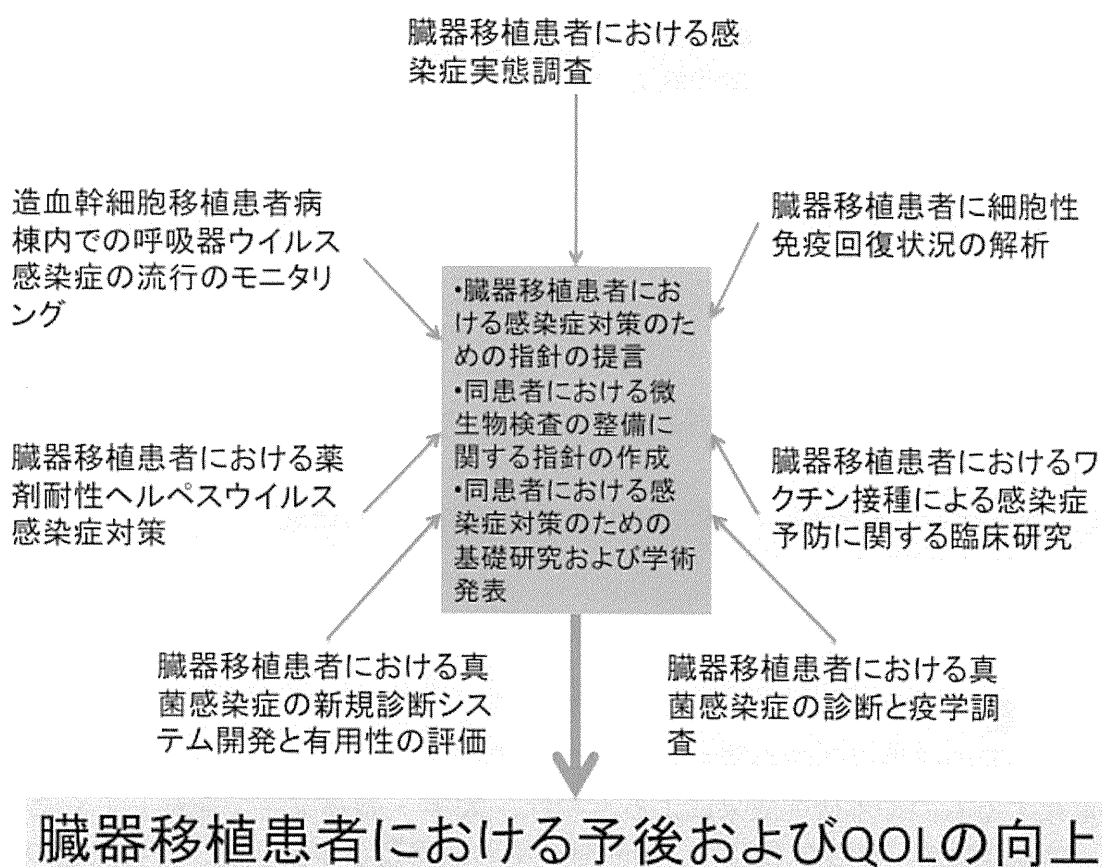 臓器移植患者における感
染症実態調査
造血幹細胞移植患者病
棟内での呼吸器ウイルス
感染症の流行のモニタリ
ング
臓器移植患者に細胞性
免疫回復状況の解析
・臓器移植患者にお
ける感染症対策のた
めの指針の提言
・同患者における微
生物検査の整備に
関する指針の作成
・同患者における感
染症対策のための
基礎研究および学術
発表
臓器移植患者における薬
剤耐性ヘルペスウイルス
感染症対策
臓器移植患者におけるワ
クチン接種による感染症
予防に関する臨床研究
臓器移植患者における真
菌感染症の新規診断シス
テム開発と有用性の評価
臓器移植患者における真
菌感染症の診断と疫学調
査
臓器移植患者における予後およびQOLの向上